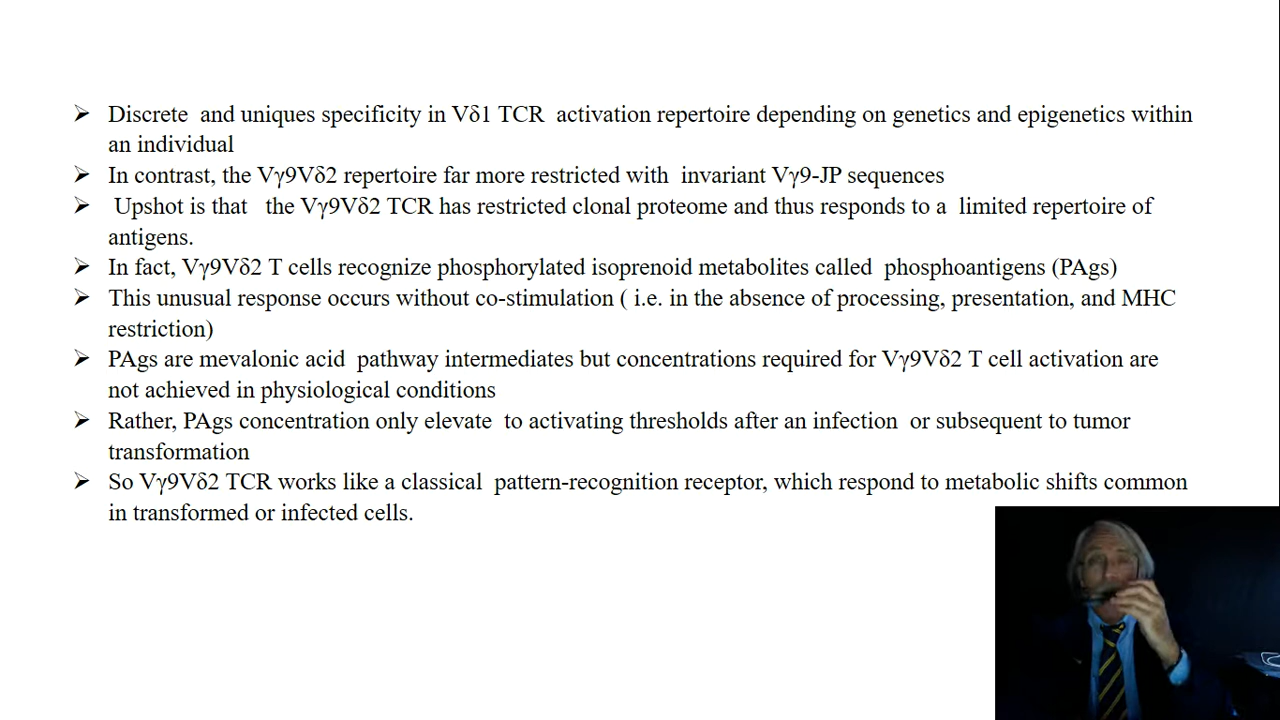 ➢ Discrete and uniques specificity in Vδ1 TCR activation repertoire depending on genetics and epigenetics within
an individual
➢ In contrast, the Vγ9Vδ2 repertoire far more restricted with invariant Vγ9-JP sequences
➢ Upshot is that the Vγ9Vδ2 TCR has restricted clonal proteome and thus responds to a limited repertoire of
antigens.
➢ In fact, Vγ9Vδ2 T cells recognize phosphorylated isoprenoid metabolites called phosphoantigens (PAgs)
➢ This unusual response occurs without co-stimulation ( i.e. in the absence of processing, presentation, and MHC
restriction)
➢ PAgs are mevalonic acid pathway intermediates but concentrations required for Vγ9Vδ2 T cell activation are
not achieved in physiological conditions
➢ Rather, PAgs concentration only elevate to activating thresholds after an infection or subsequent to tumor
transformation
➢ So Vγ9Vδ2 TCR works like a classical pattern-recognition receptor, which respond to metabolic shifts common
in transformed or infected cells.